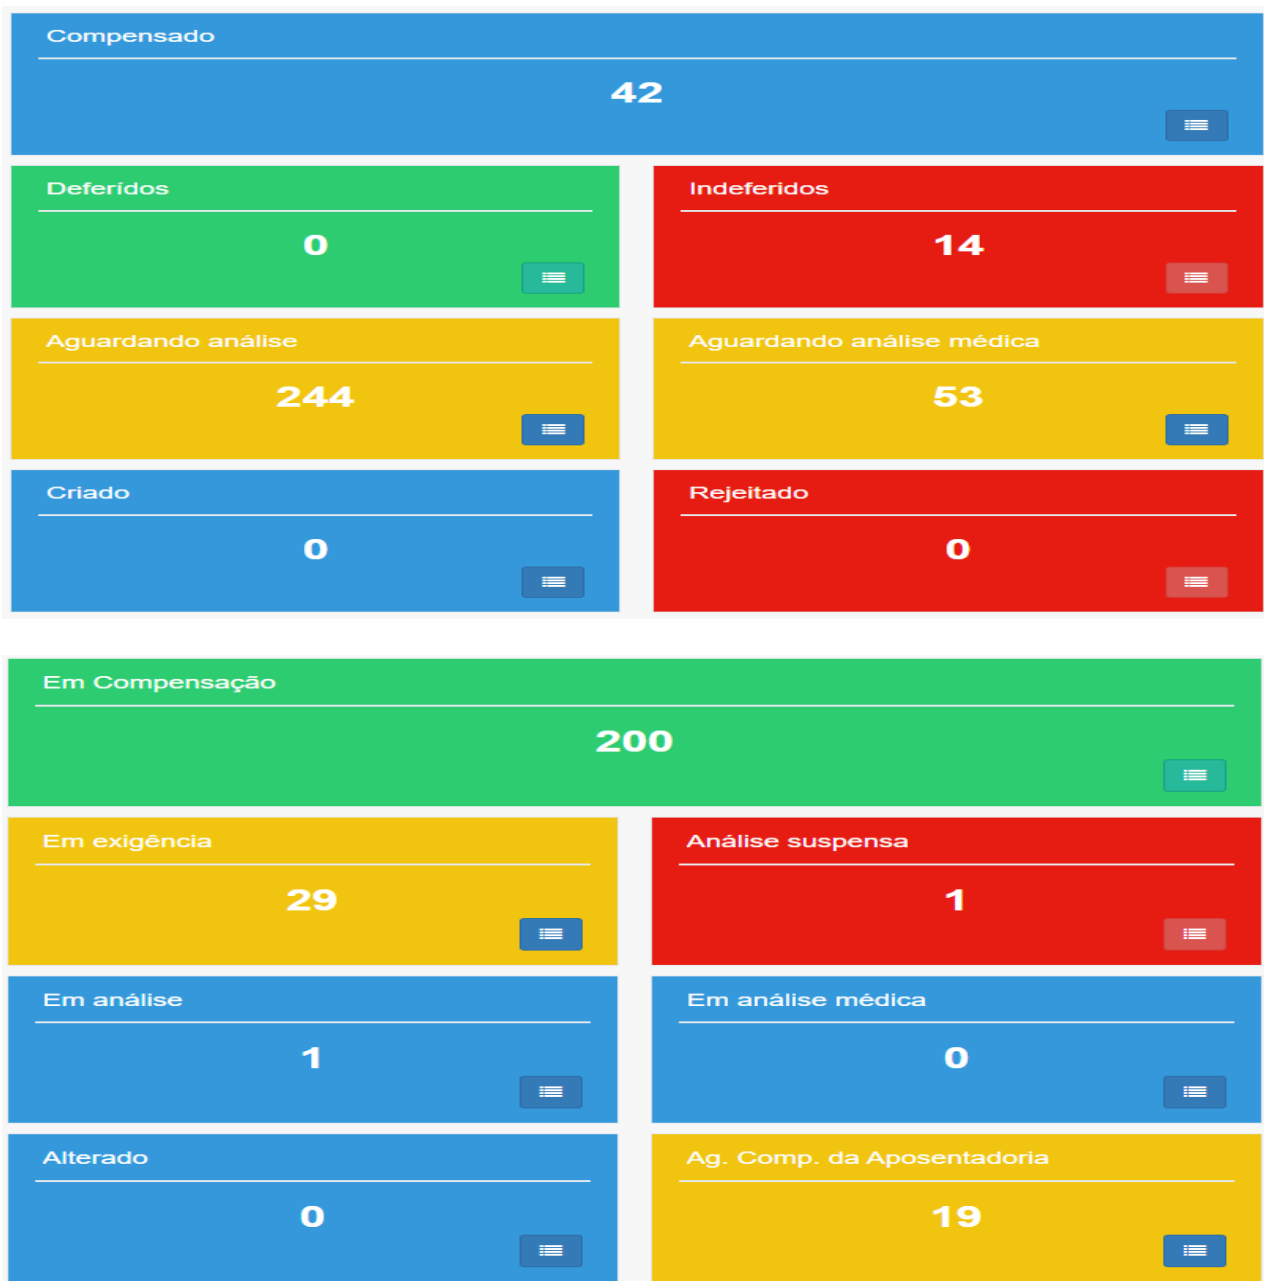 Compensado
42
Deferídos
0
Indeferidos
14
Aguardando análise
244
Aguardando análise médica
53
Criado
0
Rejeitado
0
Em Compensação
200
Em exigência
29
Análise suspensa
1
Em análise
1
Em análise médica
0
Alterado
0
Ag. Comp. da Aposentadoria
19